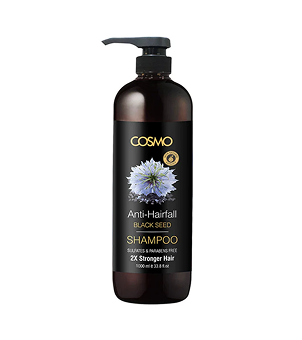 COSMO
Anti-Hairfall
BLACK SEED
SHAMPOO
SULFATES & PARABENS FREE
2X Stronger Hair
1000 ml e 33.8 fl.oz